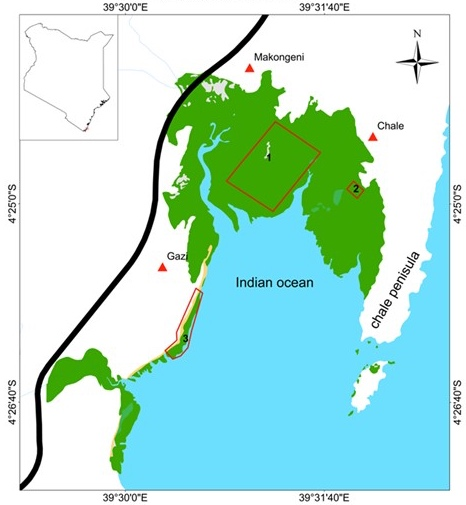 39°30'0"E
39°31'40"E
N
Makongeni
Chale
1
2
4°25'0"S
4°25'0"S
Gazi
Indian ocean
chale penisula
3
4°26'40"S
4°26'40"S
39°30'0"E
39°31'40"E